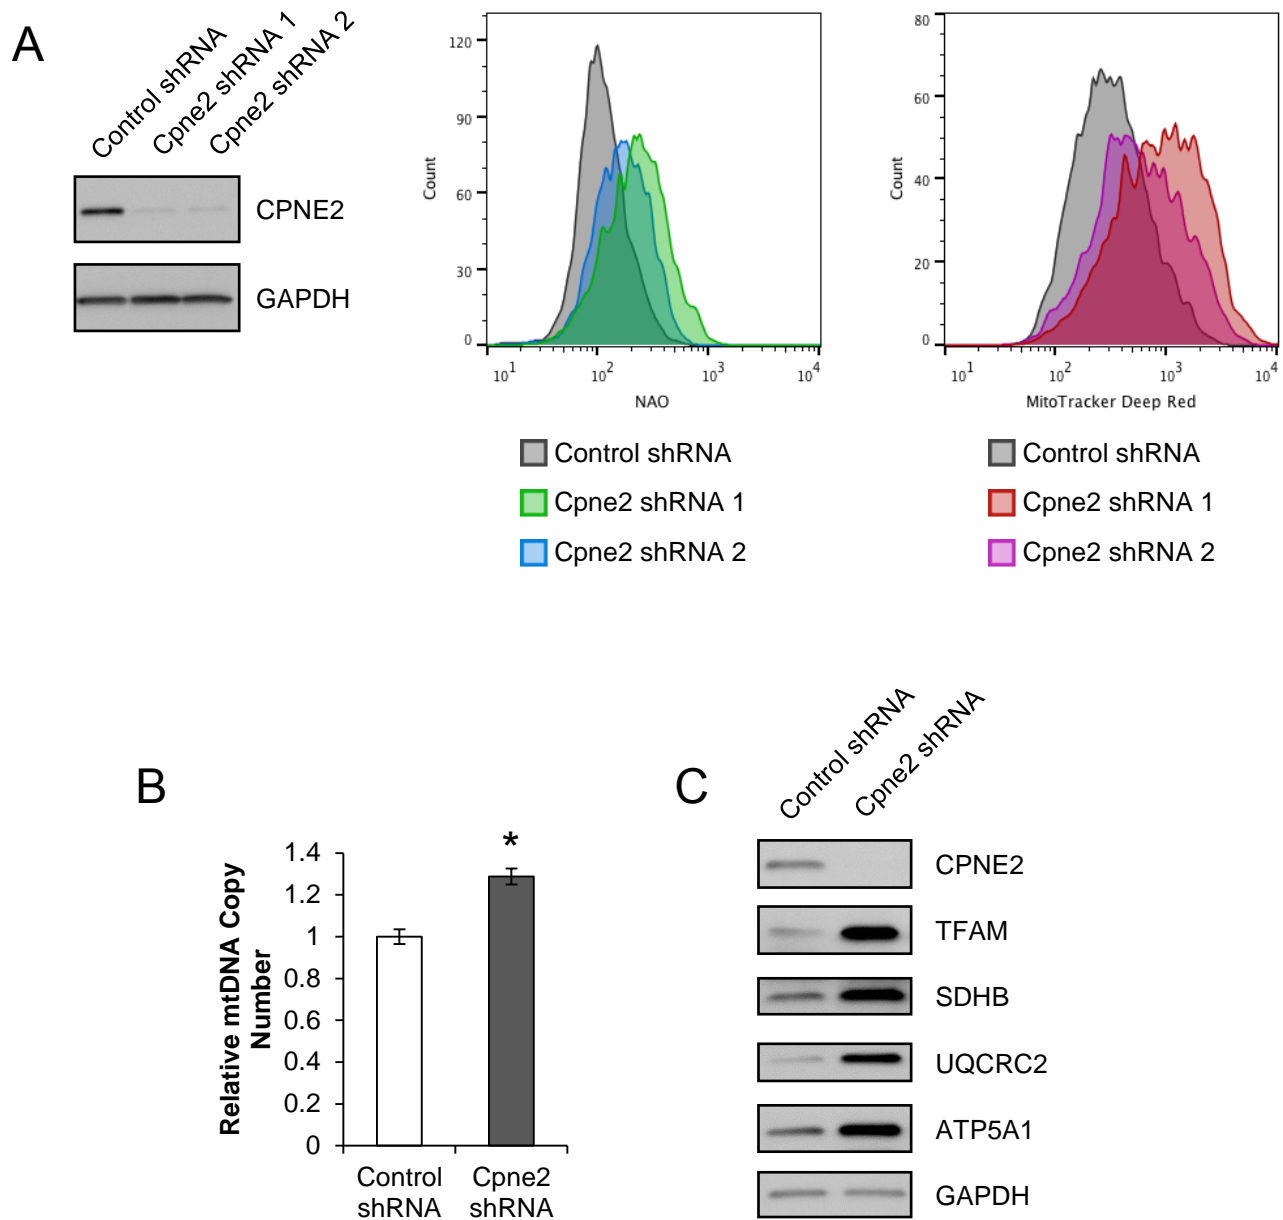 A
Control shRNA
Cpne2 shRNA 1
Cpne2 shRNA 2
CPNE2
GAPDH
120
90
60
30
0
Count
10^1
10^2
10^3
10^4
NAO
Control shRNA
Cpne2 shRNA 1
Cpne2 shRNA 2
80
60
40
20
0
Count
10^1
10^2
10^3
10^4
MitoTracker Deep Red
Control shRNA
Cpne2 shRNA 1
Cpne2 shRNA 2
B
Relative mtDNA Copy
Number
1.4
1.2
1
0.8
0.6
0.4
0.2
0
*
Control
shRNA
Cpne2
shRNA
C
Control shRNA
Cpne2 shRNA
CPNE2
TFAM
SDHB
UQCRC2
ATP5A1
GAPDH